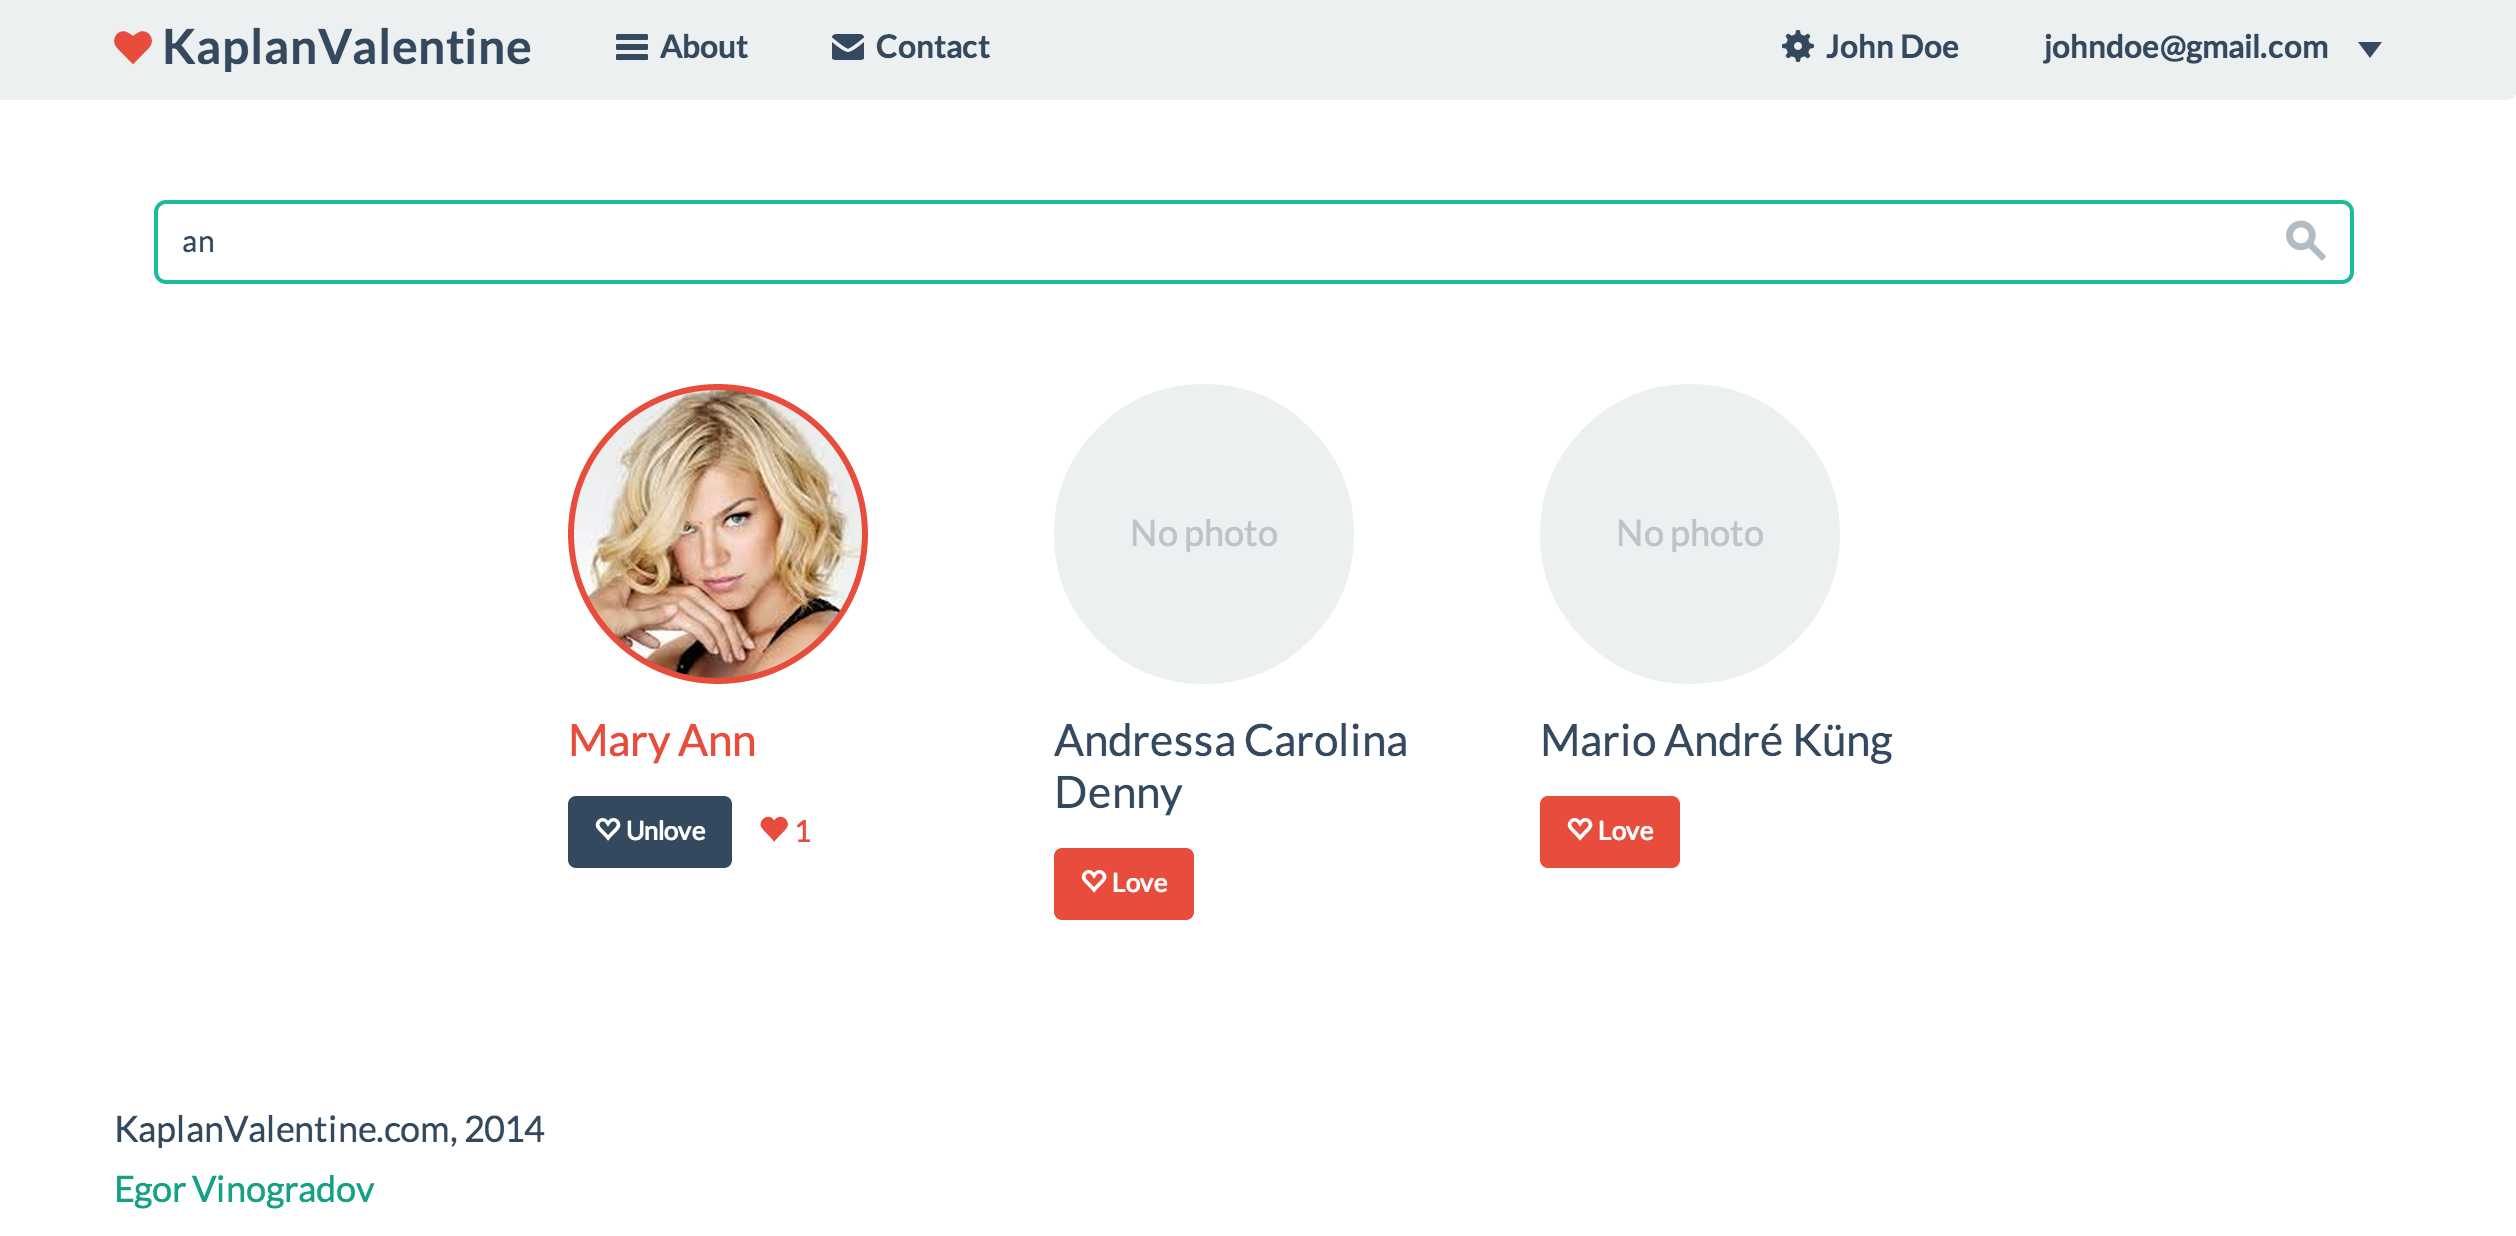 KaplanValentine
About
Contact
John Doe
johndoe@gmail.com
an
No photo
No photo
Mary Ann
Andressa Carolina
Denny
Mario André Küng
Unlove
1
Love
Love
KaplanValentine.com, 2014
Egor Vinogradov